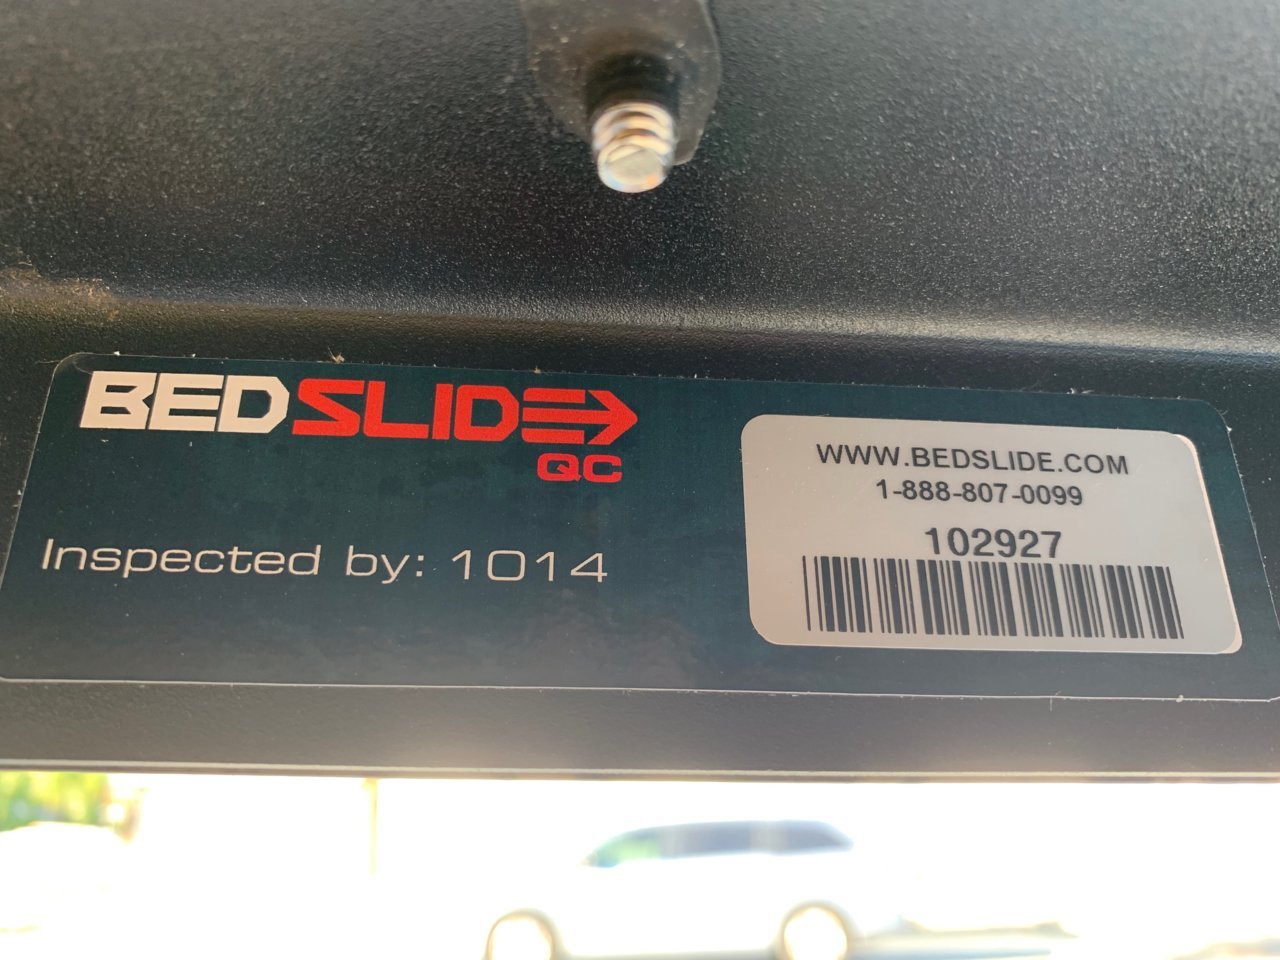 BEDSLIDE
QC
Inspected by: 1014
WWW.BEDSLIDE.COM
1-888-807-0099
102927